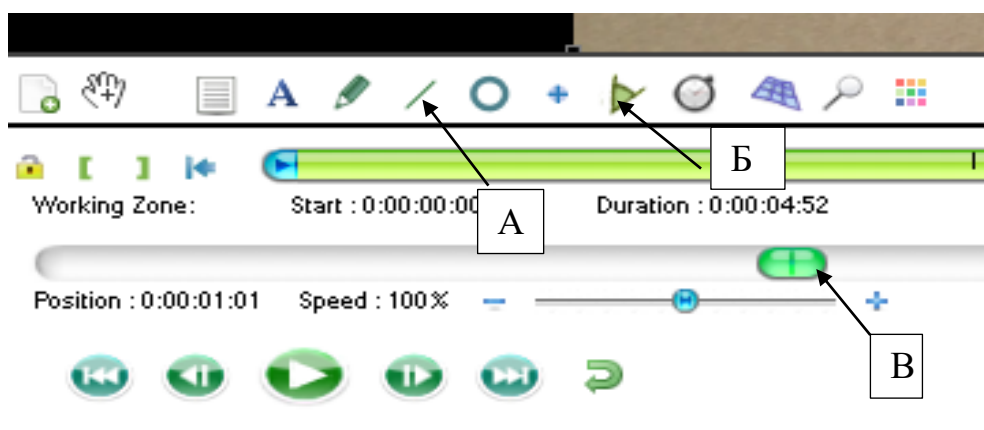 A
Б
[ ]
Working Zone: Start : 0:00:00:00 Duration : 0:00:04:52
А
Position : 0:00:01:01 Speed : 100%
В